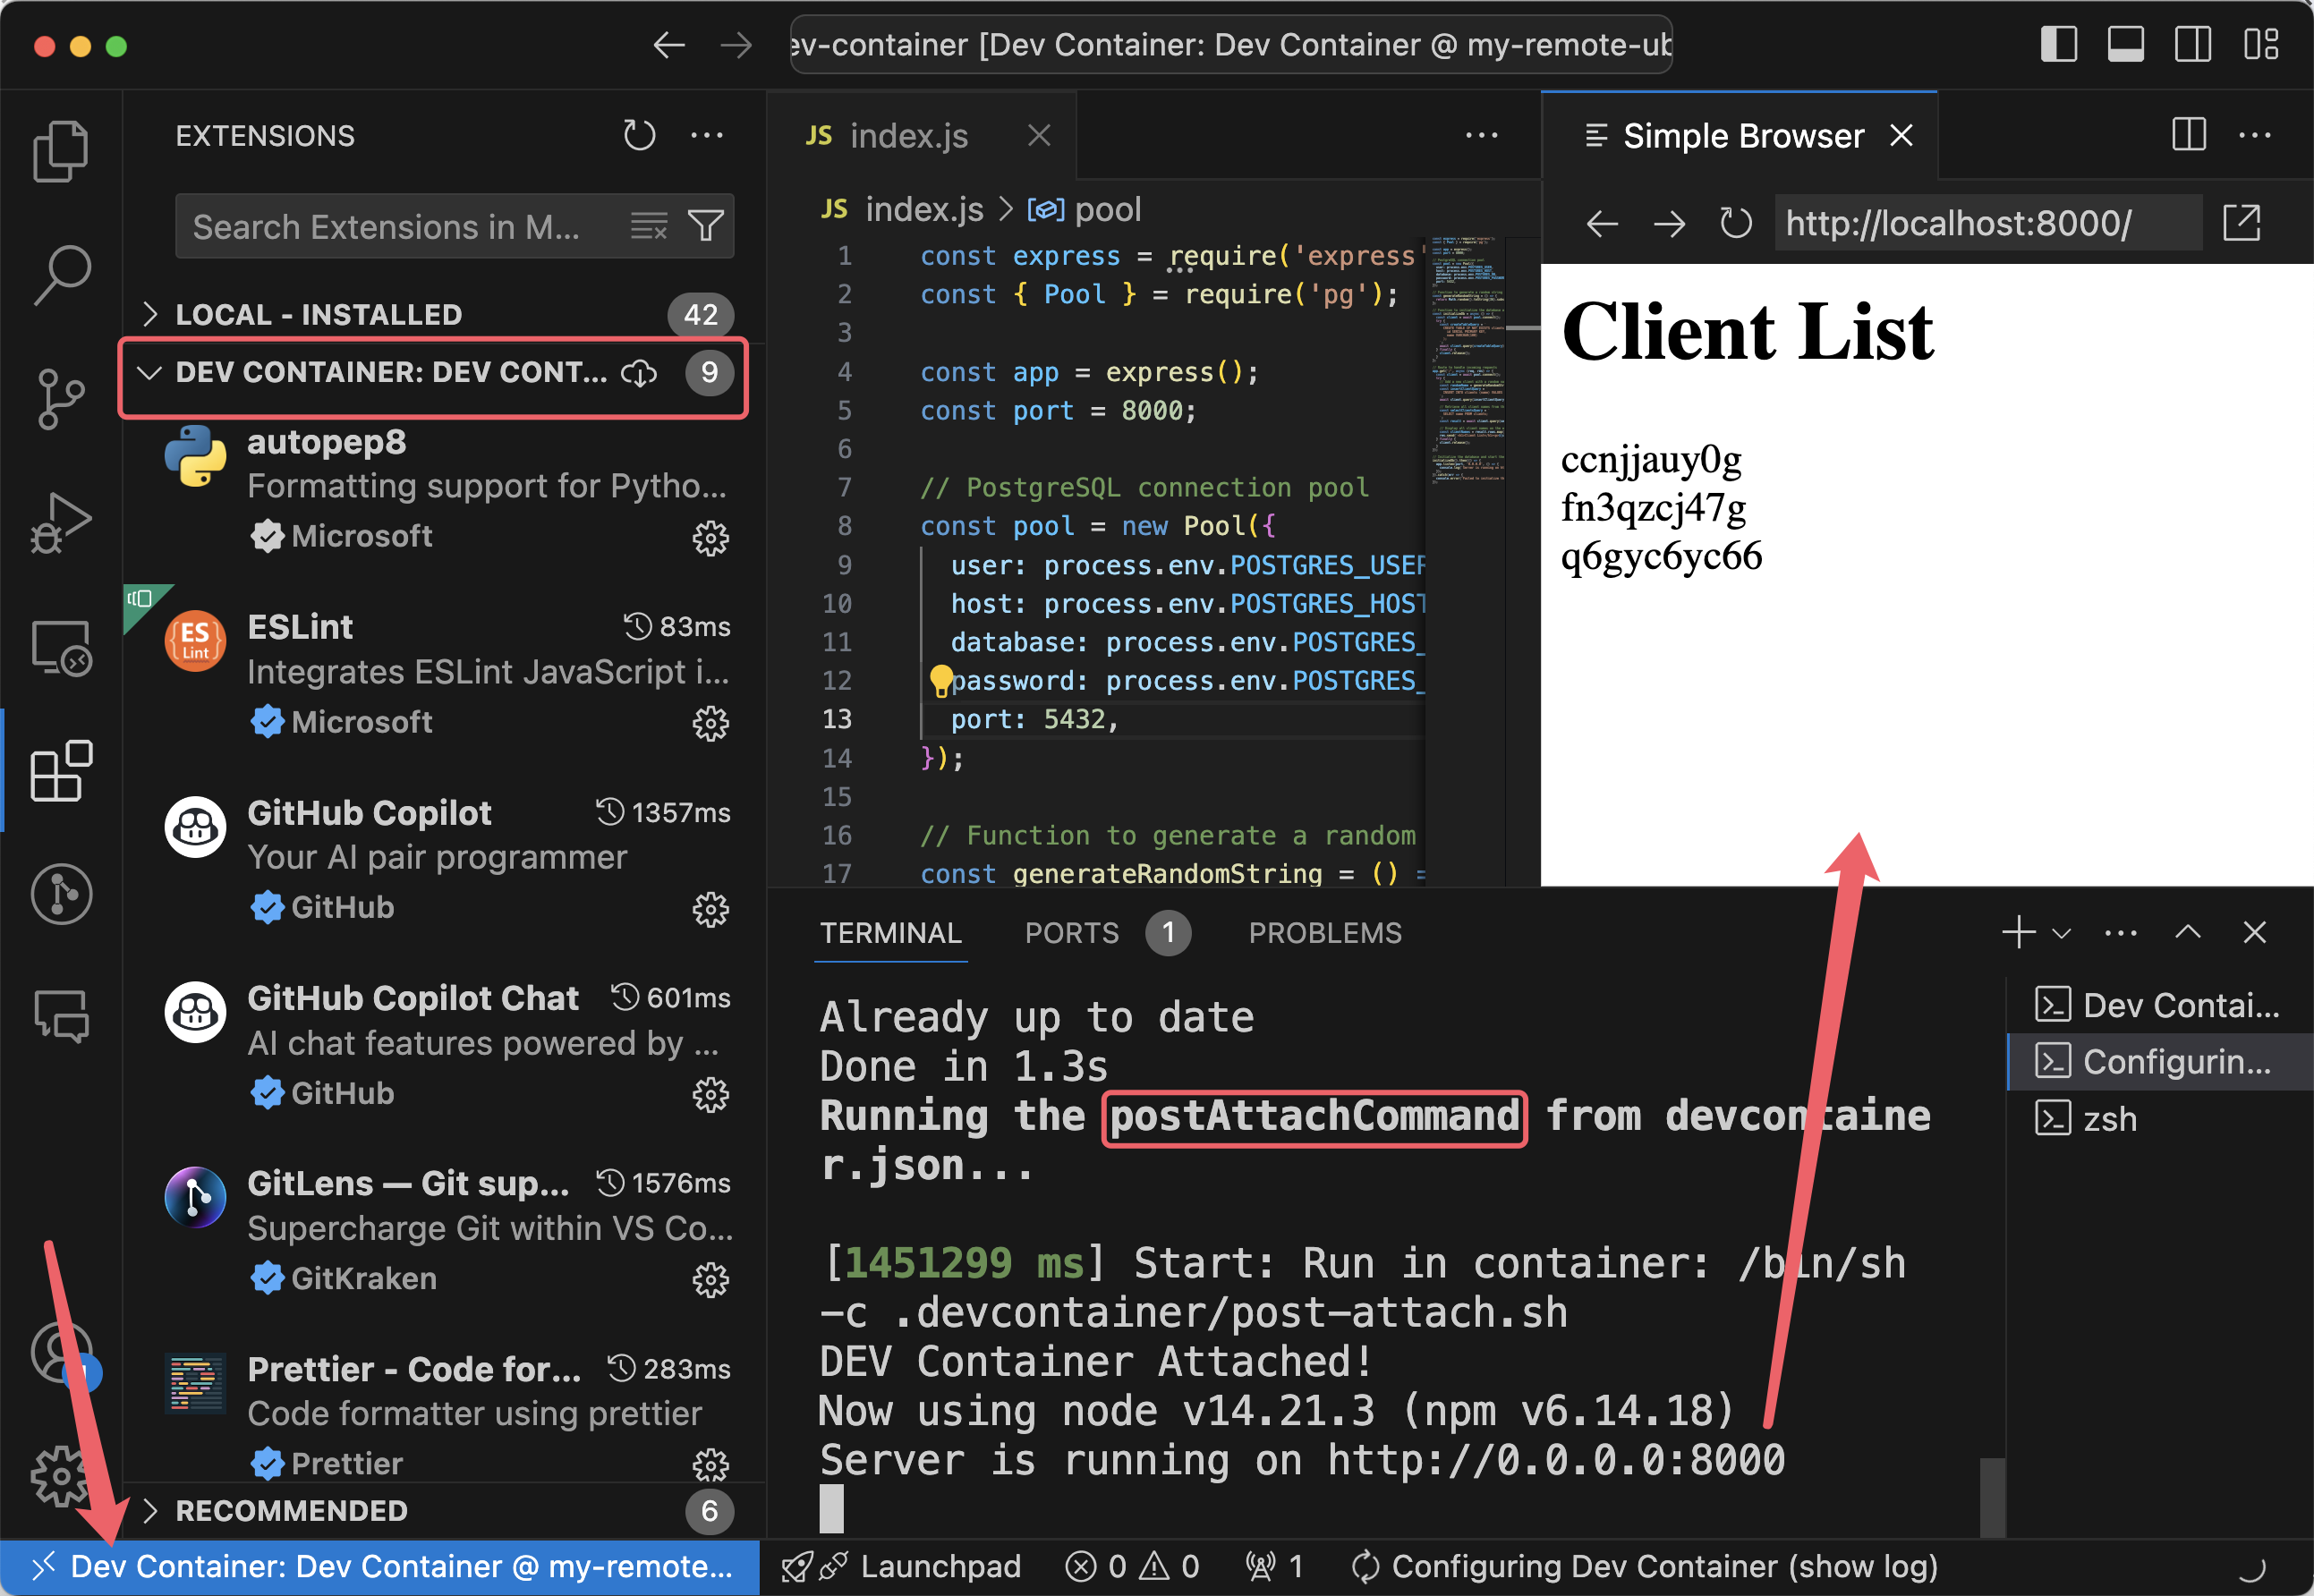 ev-container [Dev Container: Dev Container @ my-remote-ub
EXTENSIONS
Search Extensions in M...
LOCAL - INSTALLED 42
DEV CONTAINER: DEV CONT... 9
autopep8
Formatting support for Pytho...
Microsoft
ESLint 83ms
Integrates ESLint JavaScript i...
Microsoft
GitHub Copilot 1357ms
Your AI pair programmer
GitHub
GitHub Copilot Chat 601ms
AI chat features powered by ...
GitHub
GitLens — Git sup... 1576ms
Supercharge Git within VS Co...
GitKraken
Prettier - Code for... 283ms
Code formatter using prettier
Prettier
RECOMMENDED 6
JS index.js
JS index.js > pool
1 const express = require('express'
2 const { Pool } = require('pg');
3
4 const app = express();
5 const port = 8000;
6
7 // PostgreSQL connection pool
8 const pool = new Pool({
9 user: process.env.POSTGRES_USER
10 host: process.env.POSTGRES_HOST
11 database: process.env.POSTGRES_
12 password: process.env.POSTGRES_
13 port: 5432,
14 });
15
16 // Function to generate a random
17 const generateRandomString = () =
Simple Browser
http://localhost:8000/
Client List
ccnjjauy0g
fn3qzcj47g
q6gyc6yc66
TERMINAL PORTS 1 PROBLEMS
Already up to date
Done in 1.3s
Running the postAttachCommand from devcontaine
r.json...
[1451299 ms] Start: Run in container: /bin/sh
-c .devcontainer/post-attach.sh
DEV Container Attached!
Now using node v14.21.3 (npm v6.14.18)
Server is running on http://0.0.0.0:8000
Dev Contai...
Configurin...
zsh
Dev Container: Dev Container @ my-remote... Launchpad 0 0 1 Configuring Dev Container (show log)